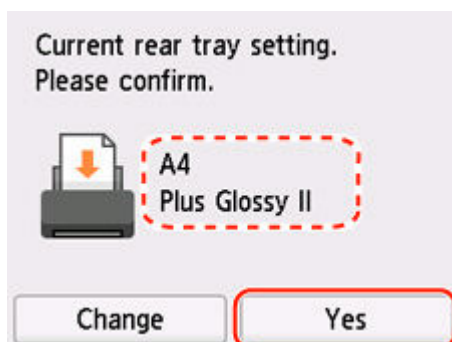 Current rear tray setting.
Please confirm.
A4
Plus Glossy II
Change
Yes